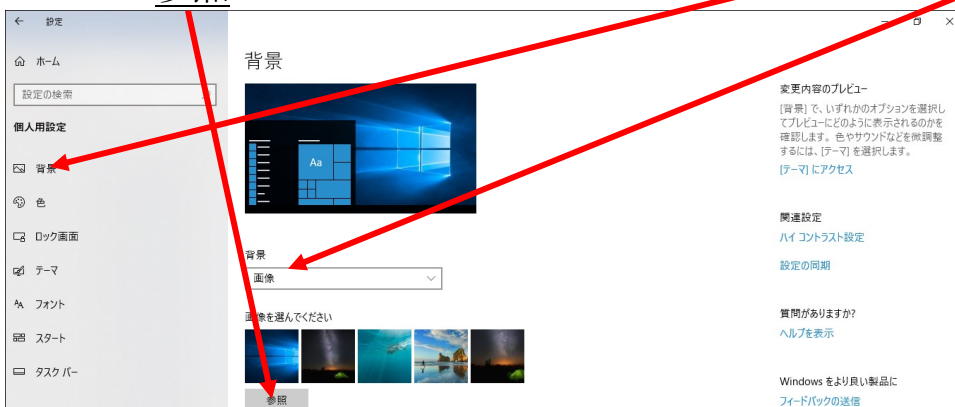 ← 設定
ホーム
設定の検索
個人用設定
背景
色
ロック画面
テーマ
フォント
スタート
タスク バー
背景
Aa
背景
画像
画像を選んでください
参照
変更内容のプレビュー
[背景] で、いずれかのオプションを選択し
てプレビューにどのように表示されるのかを
確認します。色やサウンドなどを微調整
するには、[テーマ] を選択します。
[テーマ] にアクセス
関連設定
ハイ コントラスト設定
設定の同期
質問がありますか?
ヘルプを表示
Windows をより良い製品に
フィードバックの送信